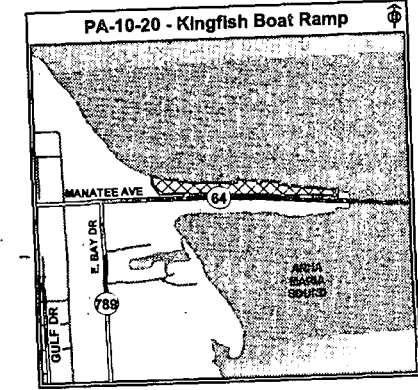 PA-10-20 - Kingfish Boat Ramp
MANATEE AVE
64
E. BAY DR
789
GULF DR
ANNA
MARIA
SOUND